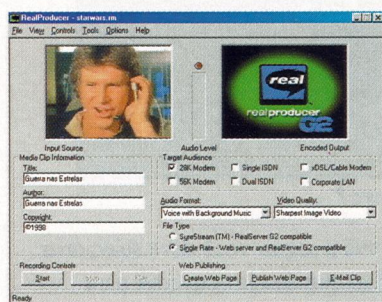 RealProducer - starwars.rm
File View Controls Tools Options Help
real
realproducer
G2
Input Source
Audio Level
Encoded Output
Media Clip Information
Title:
Guerra nas Estrelas
Author:
Guerra nas Estrelas
Copyright:
©1998
Target Audience
28K Modem
Single ISDN
xDSL/Cable Modem
56K Modem
Dual ISDN
Corporate LAN
Audio Format:
Voice with Background Music
Video Quality:
Sharpest Image Video
File Type
SureStream (TM) - RealServer G2 compatible
Single Rate - Web server and RealServer G2 compatible
Recording Controls
Start
Stop
Web Publishing
Create Web Page
Publish Web Page
E-Mail Clip
Ready